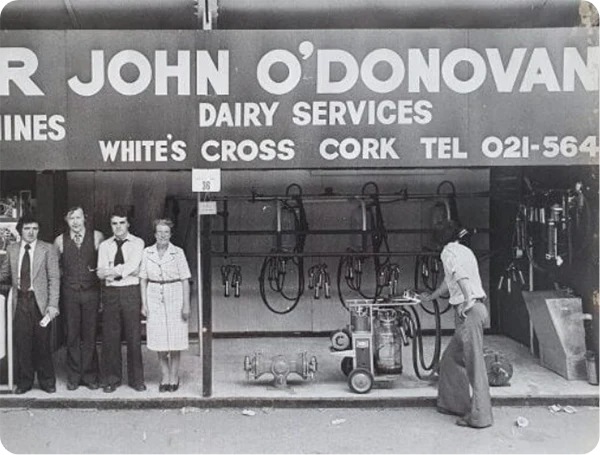 R JOHN O'DONOVAN
DAIRY SERVICES
INES
WHITE'S CROSS CORK TEL 021-564
36